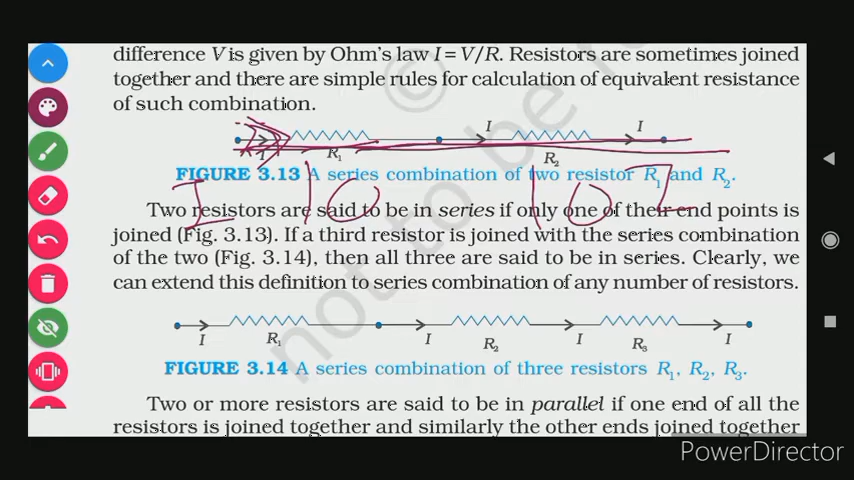 difference V is given by Ohm's law I = V/R. Resistors are sometimes joined
together and there are simple rules for calculation of equivalent resistance
of such combination.
I R₁ I R₂ I
FIGURE 3.13 A series combination of two resistor R₁ and R₂.
I 10 10 I
Two resistors are said to be in series if only one of their end points is
joined (Fig. 3.13). If a third resistor is joined with the series combination
of the two (Fig. 3.14), then all three are said to be in series. Clearly, we
can extend this definition to series combination of any number of resistors.
I R₁ I R₂ I R₃ I
FIGURE 3.14 A series combination of three resistors R₁, R₂, R₃.
Two or more resistors are said to be in parallel if one end of all the
resistors is joined together and similarly the other ends joined together
PowerDirector
© not to be